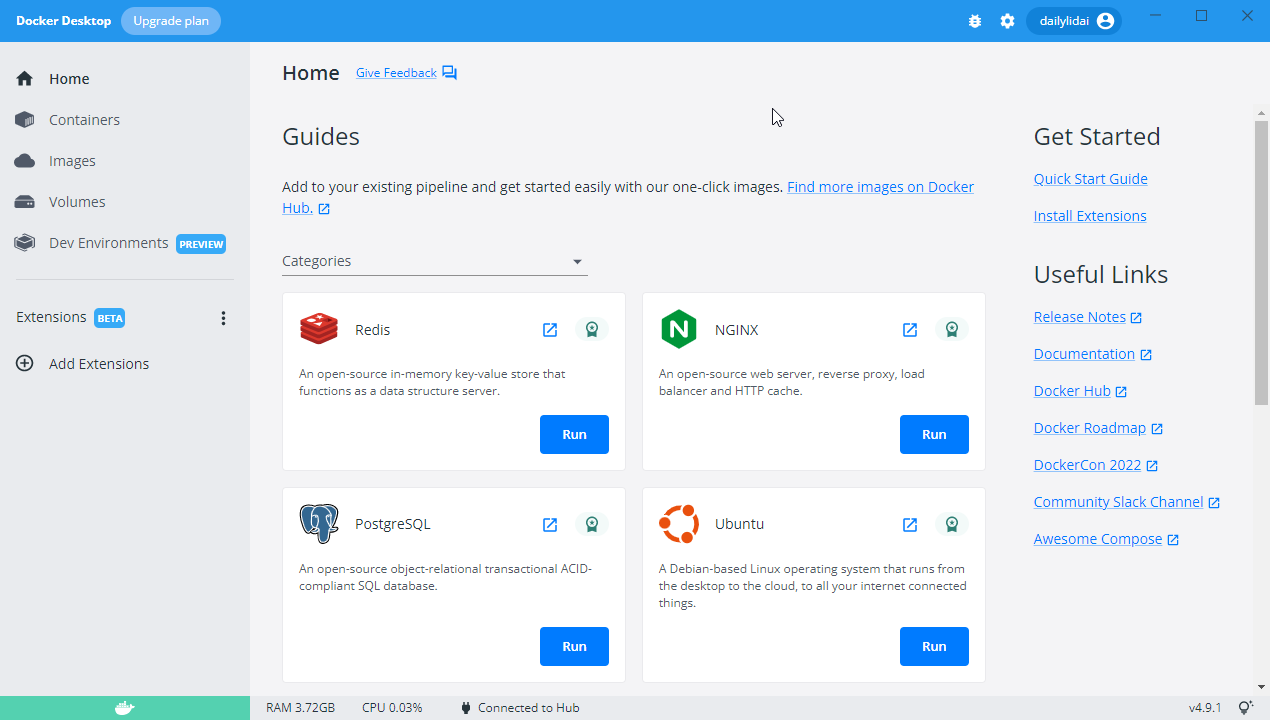 Docker Desktop Upgrade plan dailylidai
Home
Containers
Images
Volumes
Dev Environments PREVIEW
Extensions BETA
Add Extensions
Home Give Feedback
Guides
Add to your existing pipeline and get started easily with our one-click images. Find more images on Docker
Hub.
Categories
Redis
An open-source in-memory key-value store that
functions as a data structure server.
Run
N
NGINX
An open-source web server, reverse proxy, load
balancer and HTTP cache.
Run
PostgreSQL
An open-source object-relational transactional ACID-
compliant SQL database.
Run
Ubuntu
A Debian-based Linux operating system that runs from
the desktop to the cloud, to all your internet connected
things.
Run
Get Started
Quick Start Guide
Install Extensions
Useful Links
Release Notes
Documentation
Docker Hub
Docker Roadmap
DockerCon 2022
Community Slack Channel
Awesome Compose
RAM 3.72GB CPU 0.03% Connected to Hub v4.9.1